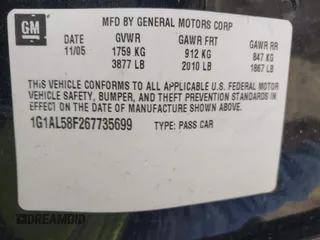 GM
MFD BY GENERAL MOTORS CORP
DATE GVWR GAWR FRT GAWR RR
11/05 1759 KG 912 KG 847 KG
3877 LB 2010 LB 1867 LB
THIS VEHICLE CONFORMS TO ALL APPLICABLE U.S. FEDERAL MOTOR
VEHICLE SAFETY, BUMPER, AND THEFT PREVENTION STANDARDS
IN EFFECT ON THE DATE OF MANUFACTURE SHOWN ABOVE.
1G1AL58F267735699 TYPE: PASS CAR
DREAMBID